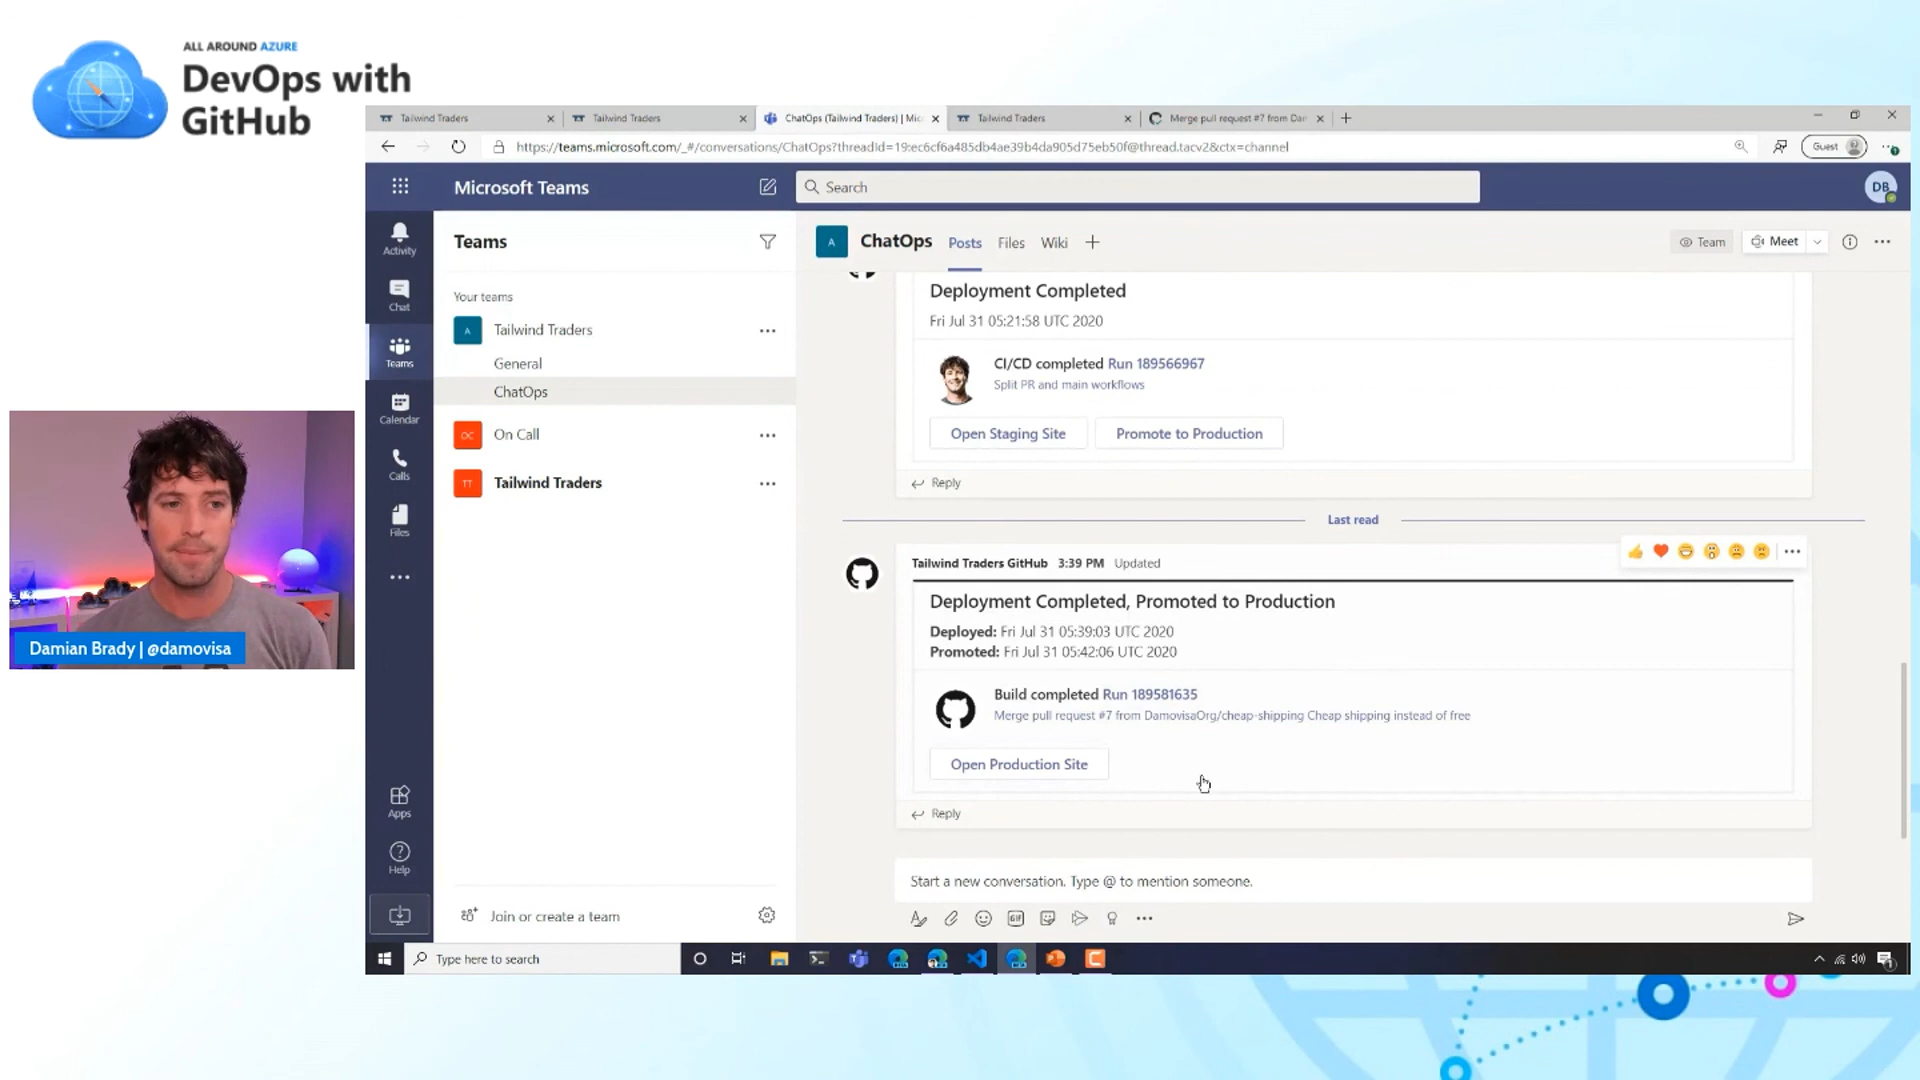 ALL AROUND AZURE
DevOps with
GitHub
Tailwind Traders
Tailwind Traders
ChatOps (Tailwind Traders) | Mic
Tailwind Traders
Merge pull request #7 from Dam
https://teams.microsoft.com/_#/conversations/ChatOps?threadId=19:ec6cf6a485db4ae39b4da905d75eb50f@thread.tacv2&ctx=channel
Guest
Microsoft Teams
Search
DB
Activity
Chat
Teams
Calendar
Calls
Files
Apps
Help
Teams
Your teams
A Tailwind Traders
General
ChatOps
OC On Call
TT Tailwind Traders
Join or create a team
A ChatOps Posts Files Wiki
Team
Meet
Deployment Completed
Fri Jul 31 05:21:58 UTC 2020
CI/CD completed Run 189566967
Split PR and main workflows
Open Staging Site
Promote to Production
Reply
Last read
Tailwind Traders GitHub 3:39 PM Updated
Deployment Completed, Promoted to Production
Deployed: Fri Jul 31 05:39:03 UTC 2020
Promoted: Fri Jul 31 05:42:06 UTC 2020
Build completed Run 189581635
Merge pull request #7 from DamovisaOrg/cheap-shipping Cheap shipping instead of free
Open Production Site
Reply
Start a new conversation. Type @ to mention someone.
GIF
Type here to search
Damian Brady | @damovisa